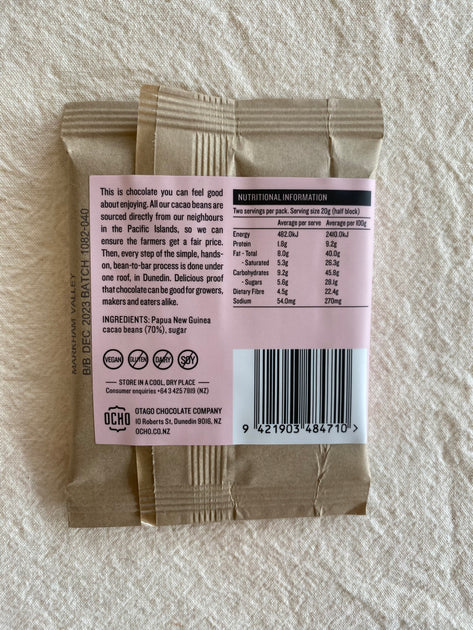 This is chocolate you can feel good
about enjoying. All our cacao beans are
sourced directly from our neighbours
in the Pacific Islands, so we can
ensure the farmers get a fair price.
Then, every step of the simple, hands-
on, bean-to-bar process is done under
one roof, in Dunedin. Delicious proof
that chocolate can be good for growers,
makers and eaters alike.
INGREDIENTS: Papua New Guinea
cacao beans (70%), sugar
VEGAN GLUTEN DAIRY SOY
STORE IN A COOL, DRY PLACE
Consumer enquiries +64 3 425 7819 (NZ)
OCHO
OTAGO CHOCOLATE COMPANY
10 Roberts St, Dunedin 9016, NZ
OCHO.CO.NZ
NUTRITIONAL INFORMATION
Two servings per pack. Serving size 20g (half block)
Average per serve Average per 100g
Energy 482.0kJ 2410.0kJ
Protein 1.8g 9.2g
Fat - Total 8.0g 40.0g
- Saturated 5.3g 26.3g
Carbohydrates 9.2g 45.8g
- Sugars 5.6g 28.1g
Dietary Fibre 4.5g 22.4g
Sodium 54.0mg 270mg
9 421903 484710 >
MARKHAM VALLEY
B/B DEC 2023 BATCH 1082-040